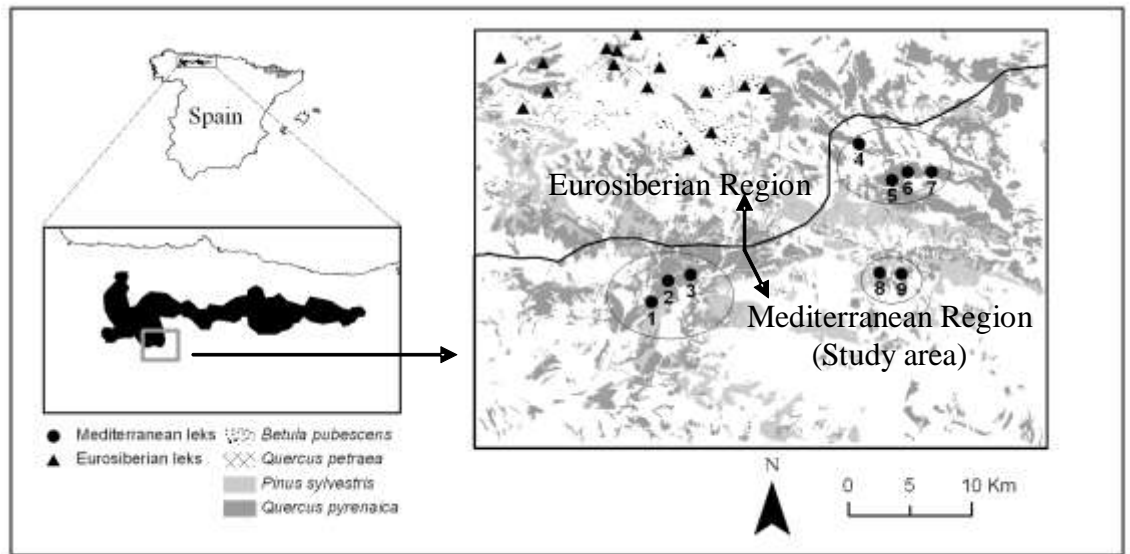 Spain
Eurosiberian Region
4
5 6 7
1 2 3
8 9
Mediterranean Region
(Study area)
Mediterranean leks
Eurosiberian leks
Betula pubescens
Quercus petraea
Pinus sylvestris
Quercus pyrenaica
N
0 5 10 Km